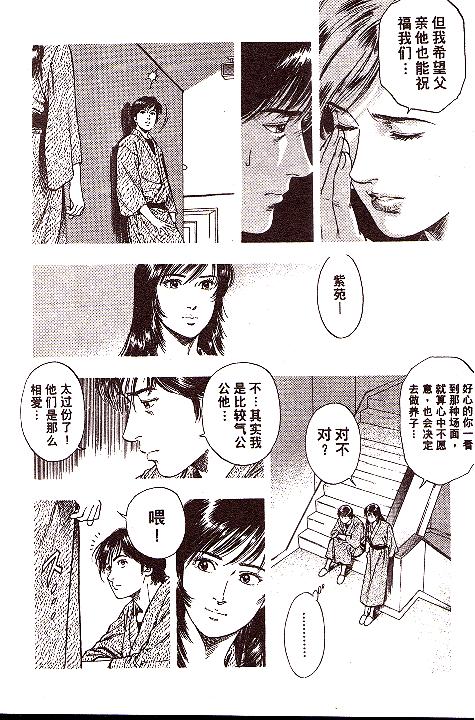 但我希望父
亲他也能祝
福我们…
紫苑－
好心的你一看
到那种场面，
就算心中不愿
意，也会决定
去做养子…
对不
对？
不…其实我
是比较气公
公他…
太过份了！
他们是那么
相爱…
喂！
…………